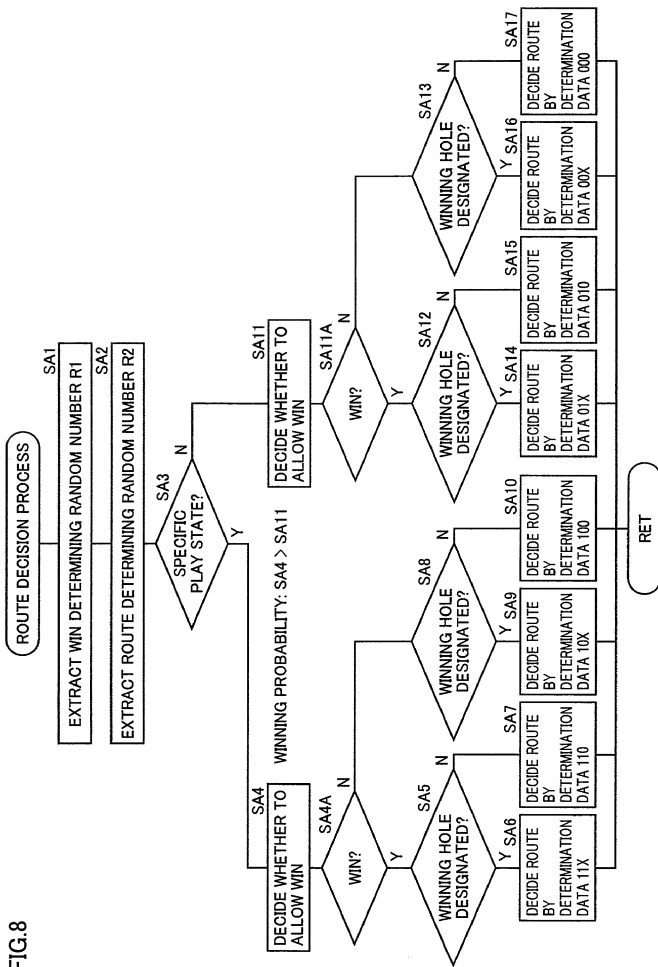 FIG.8
ROUTE DECISION PROCESS
SA1
EXTRACT WIN DETERMINING RANDOM NUMBER R1
SA2
EXTRACT ROUTE DETERMINING RANDOM NUMBER R2
SA3
SPECIFIC
PLAY STATE?
N
Y
SA4
DECIDE WHETHER TO
ALLOW WIN
WINNING PROBABILITY: SA4 > SA11
SA11
DECIDE WHETHER TO
ALLOW WIN
SA4A
WIN?
N
Y
SA11A
WIN?
N
Y
SA5
WINNING HOLE
DESIGNATED?
N
Y
SA8
WINNING HOLE
DESIGNATED?
N
Y
SA12
WINNING HOLE
DESIGNATED?
N
Y
SA13
WINNING HOLE
DESIGNATED?
N
Y
SA6
DECIDE ROUTE
BY
DETERMINATION
DATA 11X
SA7
DECIDE ROUTE
BY
DETERMINATION
DATA 110
SA9
DECIDE ROUTE
BY
DETERMINATION
DATA 10X
SA10
DECIDE ROUTE
BY
DETERMINATION
DATA 100
SA14
DECIDE ROUTE
BY
DETERMINATION
DATA 01X
SA15
DECIDE ROUTE
BY
DETERMINATION
DATA 010
SA16
DECIDE ROUTE
BY
DETERMINATION
DATA 00X
SA17
DECIDE ROUTE
BY
DETERMINATION
DATA 000
RET